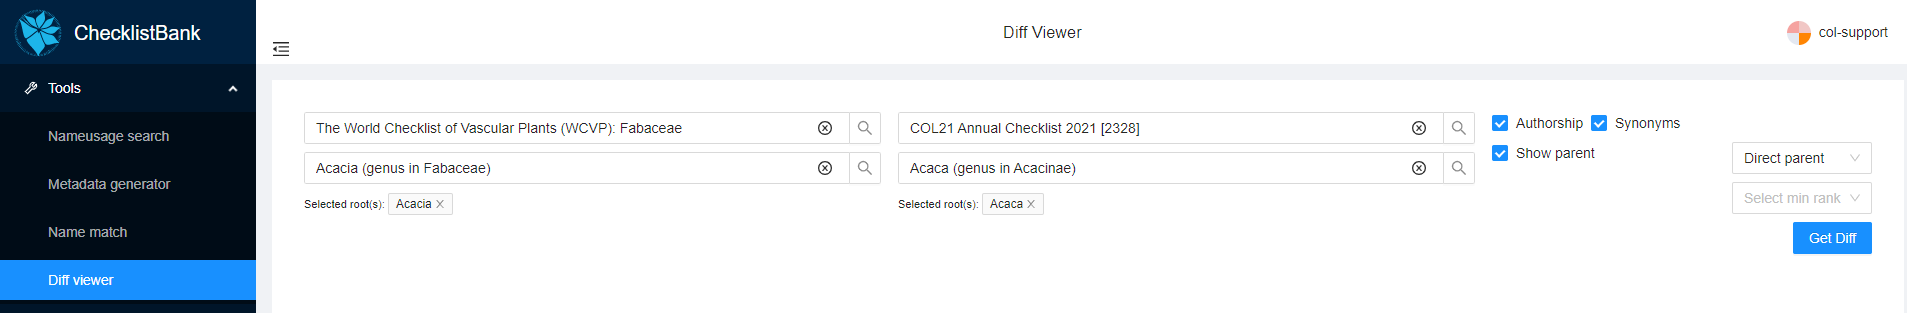 ChecklistBank
Diff Viewer
col-support
Tools
Nameusage search
Metadata generator
Name match
Diff viewer
The World Checklist of Vascular Plants (WCVP): Fabaceae
Acacia (genus in Fabaceae)
Selected root(s): Acacia
COL21 Annual Checklist 2021 [2328]
Acaca (genus in Acacinae)
Selected root(s): Acaca
Authorship Synonyms
Show parent
Direct parent
Select min rank
Get Diff